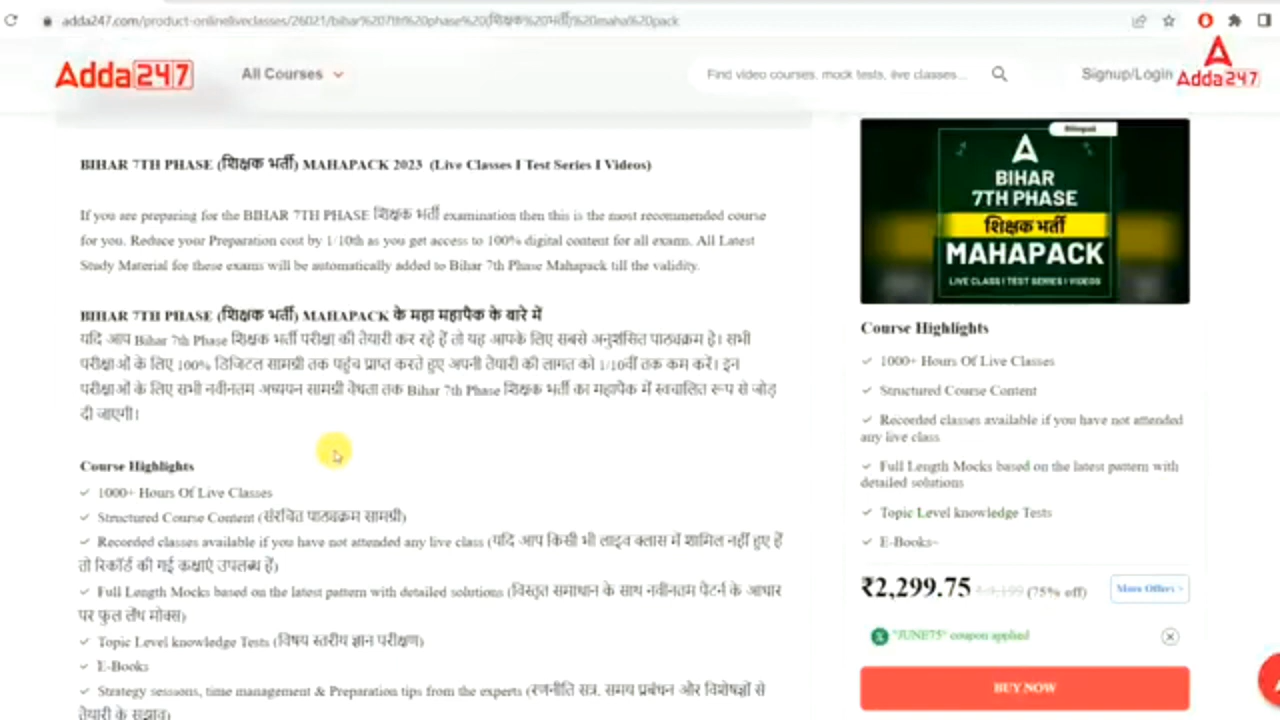 adda247.com/product-onlineliveclasses/26021/bihar%207th%20phase%20(शिक्षक%20भर्ती)%20maha%20pack
Adda247
All Courses
Find video courses, mock tests, live classes...
Signup/Login
Adda247
BIHAR 7TH PHASE (शिक्षक भर्ती) MAHAPACK 2023 (Live Classes I Test Series I Videos)
If you are preparing for the BIHAR 7TH PHASE शिक्षक भर्ती examination then this is the most recommended course
for you. Reduce your Preparation cost by 1/10th as you get access to 100% digital content for all exams. All Latest
Study Material for these exams will be automatically added to Bihar 7th Phase Mahapack till the validity.
BIHAR 7TH PHASE (शिक्षक भर्ती) MAHAPACK के महा महापैक के बारे में
यदि आप Bihar 7th Phase शिक्षक भर्ती परीक्षा की तैयारी कर रहे हैं तो यह आपके लिए सबसे अनुशंसित पाठ्यक्रम है। सभी
परीक्षाओं के लिए 100% डिजिटल सामग्री तक पहुंच प्राप्त करते हुए अपनी तैयारी की लागत को 1/10वीं तक कम करें। इन
परीक्षाओं के लिए सभी नवीनतम अध्ययन सामग्री वैधता तक Bihar 7th Phase शिक्षक भर्ती का महापैक में स्वचालित रूप से जोड़
दी जाएगी।
Course Highlights
✓ 1000+ Hours Of Live Classes
✓ Structured Course Content (संरचित पाठ्यक्रम सामग्री)
✓ Recorded classes available if you have not attended any live class (यदि आप किसी भी लाइव क्लास में शामिल नहीं हुए हैं
तो रिकॉर्ड की गई कक्षाएं उपलब्ध हैं)
✓ Full Length Mocks based on the latest pattern with detailed solutions (विस्तृत समाधान के साथ नवीनतम पैटर्न के आधार
पर फुल लेंथ मोक्स)
✓ Topic Level knowledge Tests (विषय स्तरीय ज्ञान परीक्षण)
✓ E-Books
✓ Strategy sessions, time management & Preparation tips from the experts (रणनीति सत्र, समय प्रबंधन और विशेषज्ञों से
तैयारी के सुझाव)
Bilingual
BIHAR
7TH PHASE
शिक्षक भर्ती
MAHAPACK
LIVE CLASS I TEST SERIES I VIDEOS
Course Highlights
✓ 1000+ Hours Of Live Classes
✓ Structured Course Content
✓ Recorded classes available if you have not attended
any live class
✓ Full Length Mocks based on the latest pattern with
detailed solutions
✓ Topic Level knowledge Tests
✓ E-Books~
₹2,299.75 (75% off)
More Offers >
"JUNE75" coupon applied
BUY NOW